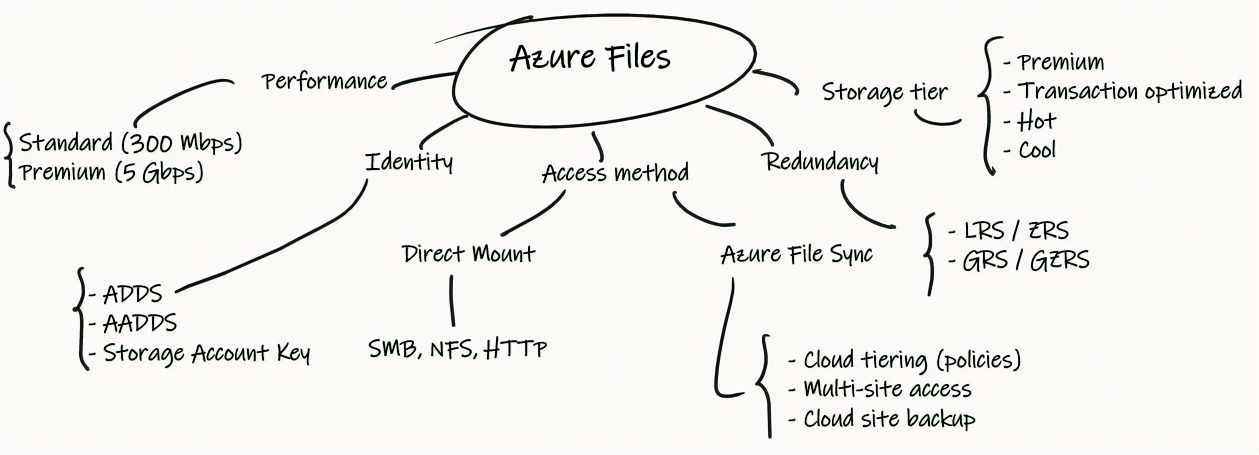 Azure Files
Performance
Standard (300 Mbps)
Premium (5 Gbps)
Identity
- ADDS
- AADDS
- Storage Account Key
Access method
Direct Mount
SMB, NFS, HTTP
Azure File Sync
- Cloud tiering (policies)
- Multi-site access
- Cloud site backup
Redundancy
- LRS / ZRS
- GRS / GZRS
Storage tier
- Premium
- Transaction optimized
- Hot
- Cool